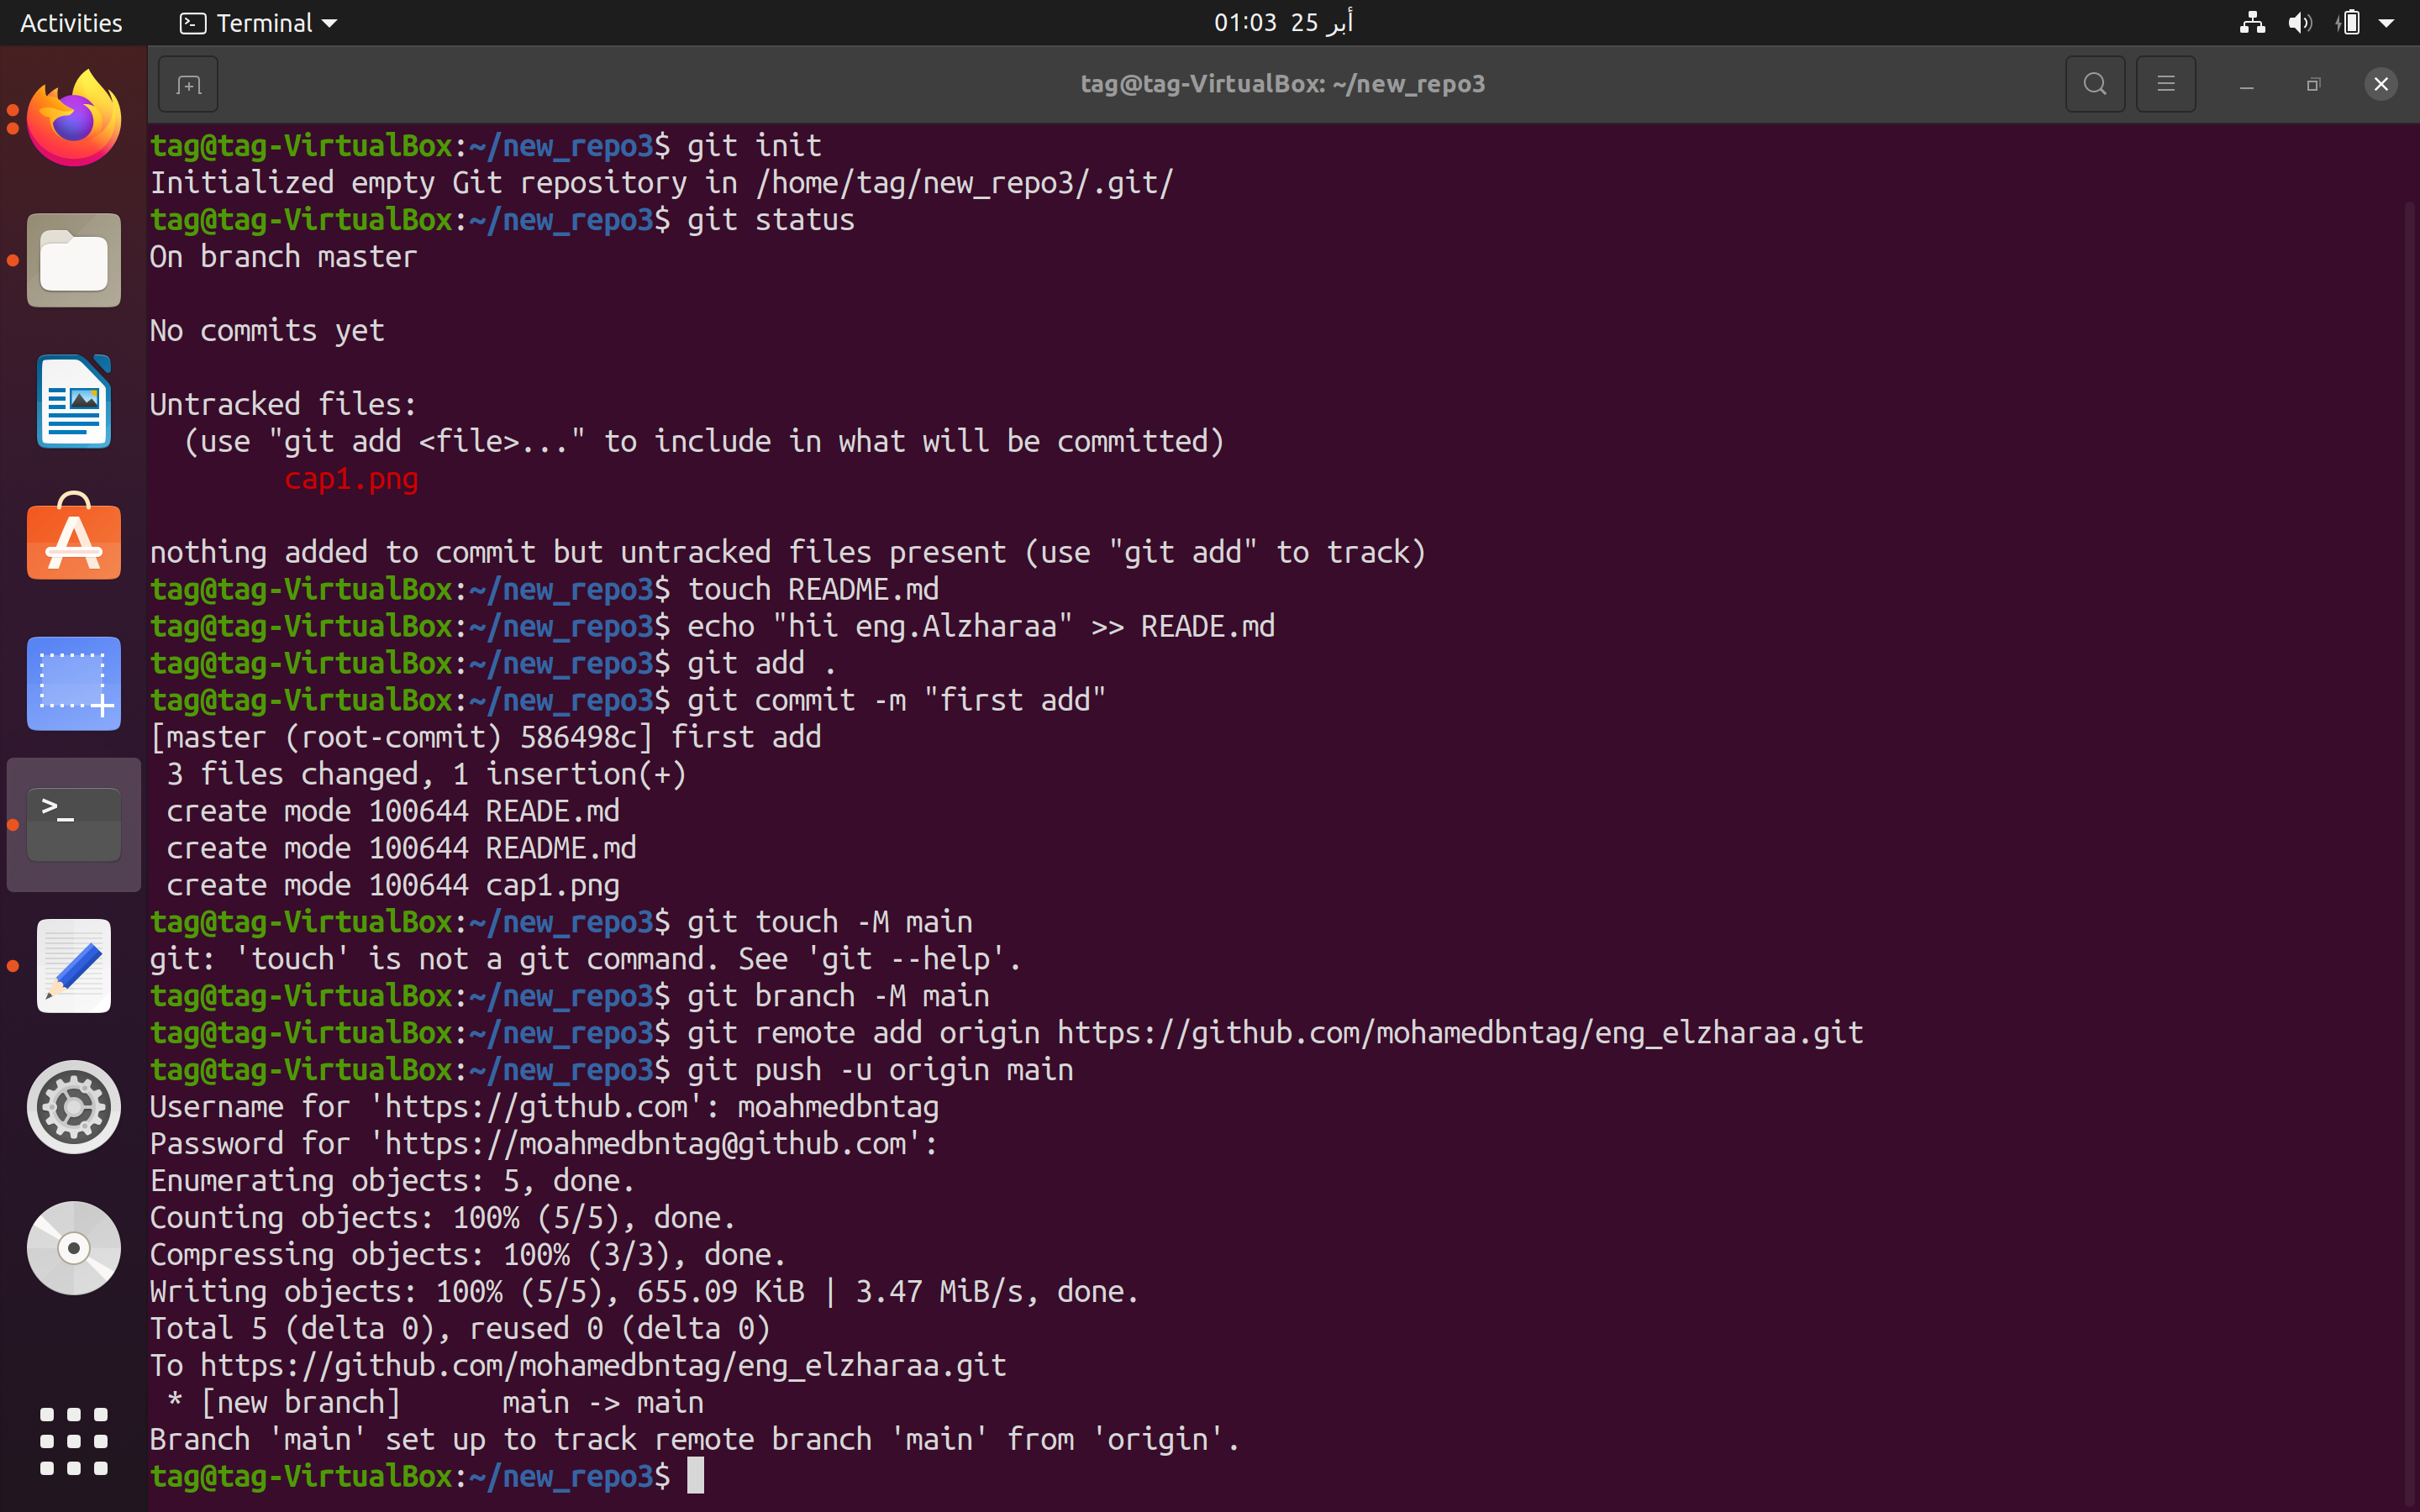 Activities
Terminal
01:03 25 أبر
tag@tag-VirtualBox: ~/new_repo3
tag@tag-VirtualBox:~/new_repo3$ git init
Initialized empty Git repository in /home/tag/new_repo3/.git/
tag@tag-VirtualBox:~/new_repo3$ git status
On branch master
No commits yet
Untracked files:
  (use "git add <file>..." to include in what will be committed)
        cap1.png
nothing added to commit but untracked files present (use "git add" to track)
tag@tag-VirtualBox:~/new_repo3$ touch README.md
tag@tag-VirtualBox:~/new_repo3$ echo "hii eng.Alzharaa" >> READE.md
tag@tag-VirtualBox:~/new_repo3$ git add .
tag@tag-VirtualBox:~/new_repo3$ git commit -m "first add"
[master (root-commit) 586498c] first add
 3 files changed, 1 insertion(+)
 create mode 100644 READE.md
 create mode 100644 README.md
 create mode 100644 cap1.png
tag@tag-VirtualBox:~/new_repo3$ git touch -M main
git: 'touch' is not a git command. See 'git --help'.
tag@tag-VirtualBox:~/new_repo3$ git branch -M main
tag@tag-VirtualBox:~/new_repo3$ git remote add origin https://github.com/mohamedbntag/eng_elzharaa.git
tag@tag-VirtualBox:~/new_repo3$ git push -u origin main
Username for 'https://github.com': moahmedbntag
Password for 'https://moahmedbntag@github.com':
Enumerating objects: 5, done.
Counting objects: 100% (5/5), done.
Compressing objects: 100% (3/3), done.
Writing objects: 100% (5/5), 655.09 KiB | 3.47 MiB/s, done.
Total 5 (delta 0), reused 0 (delta 0)
To https://github.com/mohamedbntag/eng_elzharaa.git
 * [new branch]      main -> main
Branch 'main' set up to track remote branch 'main' from 'origin'.
tag@tag-VirtualBox:~/new_repo3$